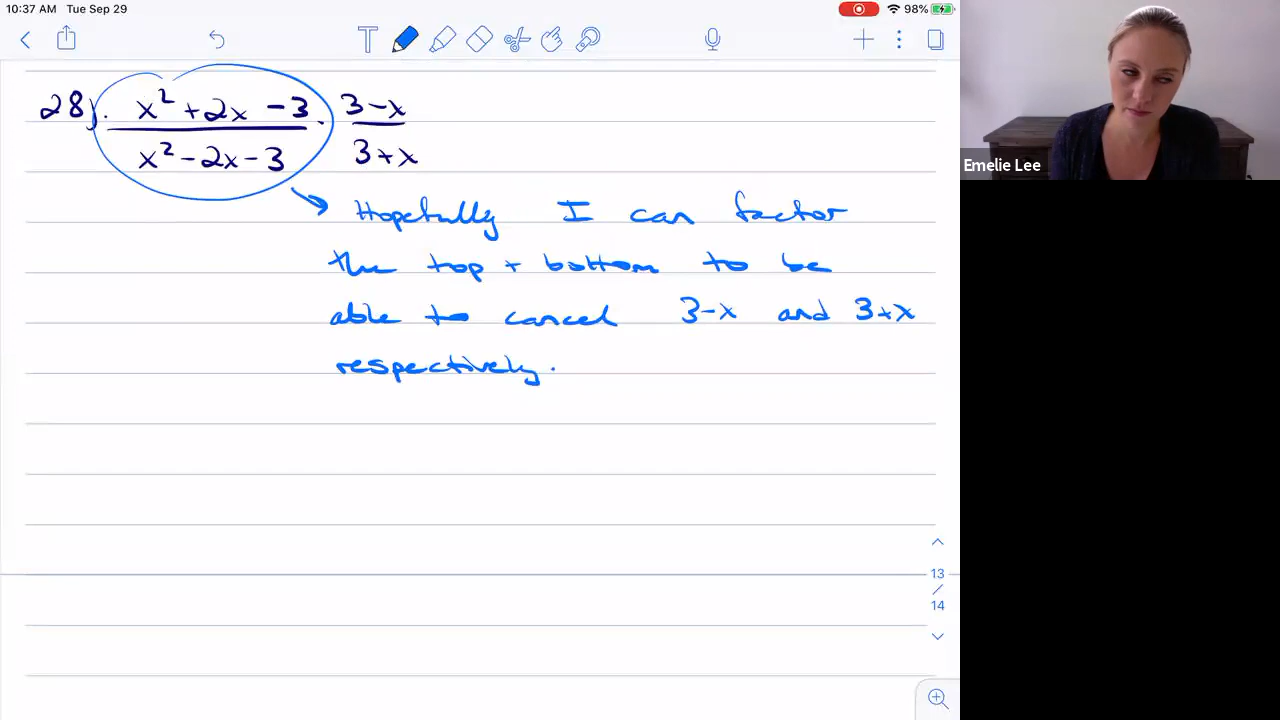 10:37 AM Tue Sep 29
98%
28). x² + 2x - 3 / x² - 2x - 3 · 3-x / 3+x
Hopefully I can factor
the top + bottom to be
able to cancel 3-x and 3+x
respectively.
Emelie Lee
13
/
14